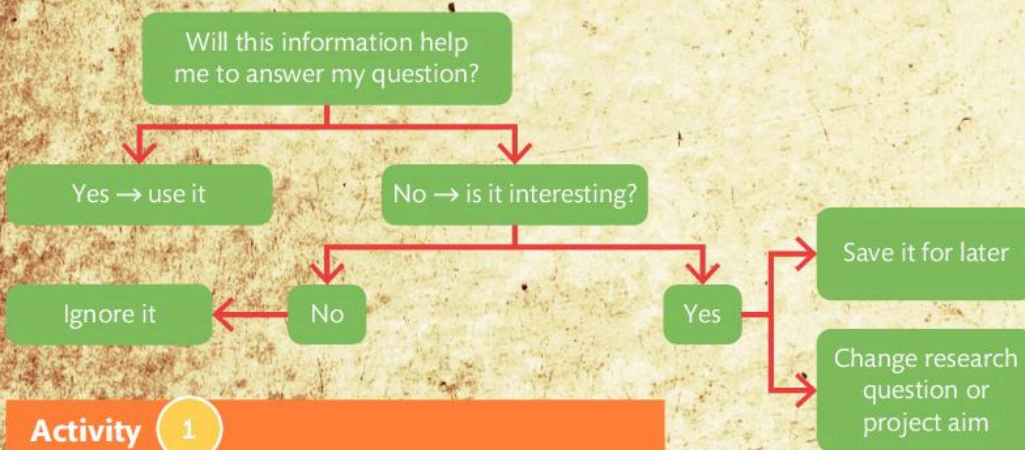 Will this information help
me to answer my question?
Yes → use it
No → is it interesting?
Save it for later
Ignore it
No
Yes
Change research
question or
project aim
Activity 1